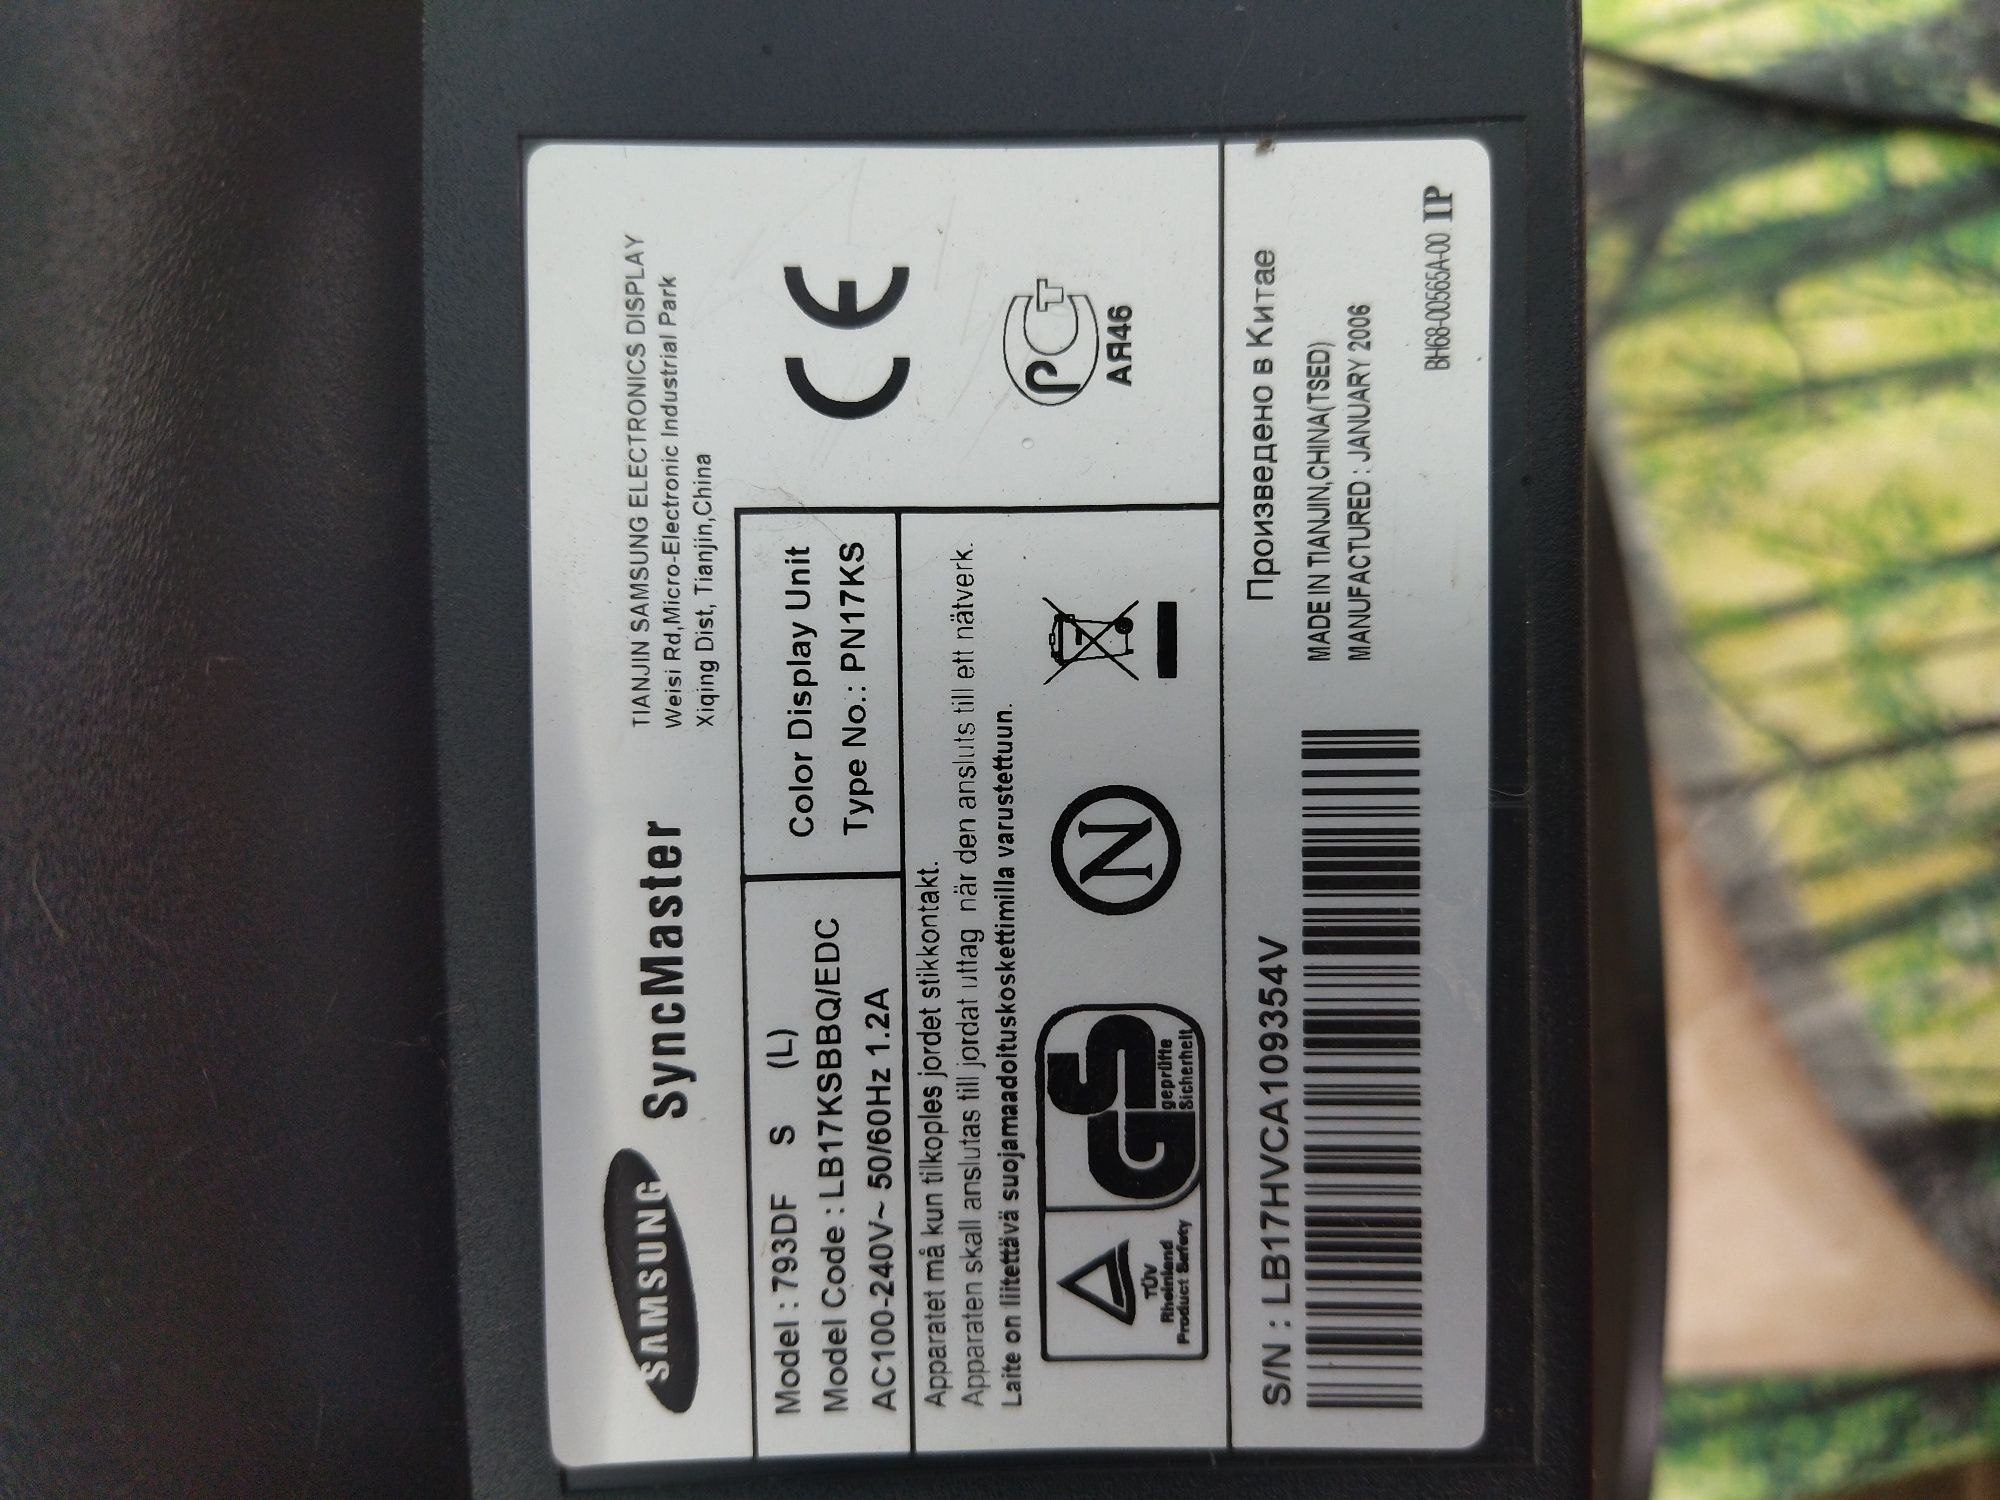 SAMSUNG
SyncMaster
TIANJIN SAMSUNG ELECTRONICS DISPLAY
Weisi Rd,Micro-Electronic Industrial Park
Xiqing Dist, Tianjin,China
Model : 793DF S (L)
Model Code : LB17KSBBQ/EDC
AC100-240V~ 50/60Hz 1.2A
Color Display Unit
Type No.: PN17KS
CE
Apparatet må kun tilkoples jordet stikkontakt.
Apparaten skall anslutas till jordat uttag när den ansluts till ett nätverk.
Laite on liitettävä suojamaadoituskoskettimilla varustettuun.
TÜV
Rheinland
Product Safety
GS
geprüfte
Sicherheit
N
РСТ
АЯ46
S/N : LB17HVCA109354V
Произведено в Китае
MADE IN TIANJIN,CHINA(TSED)
MANUFACTURED : JANUARY 2006
BH68-00565A-00 IP